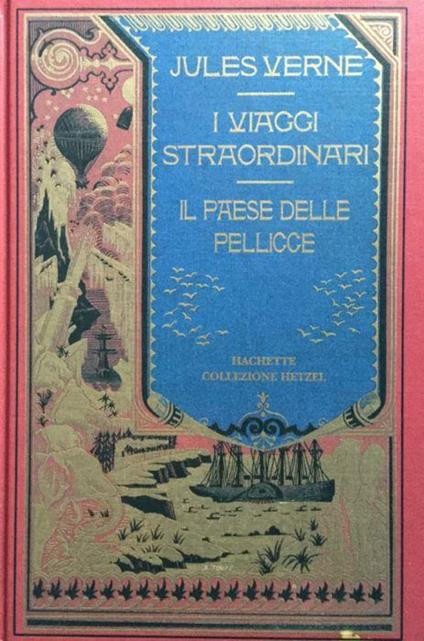 JULES VERNE
I VIAGGI
STRAORDINARI
IL PAESE DELLE
PELLICCE
HACHETTE
COLLEZIONE HETZEL